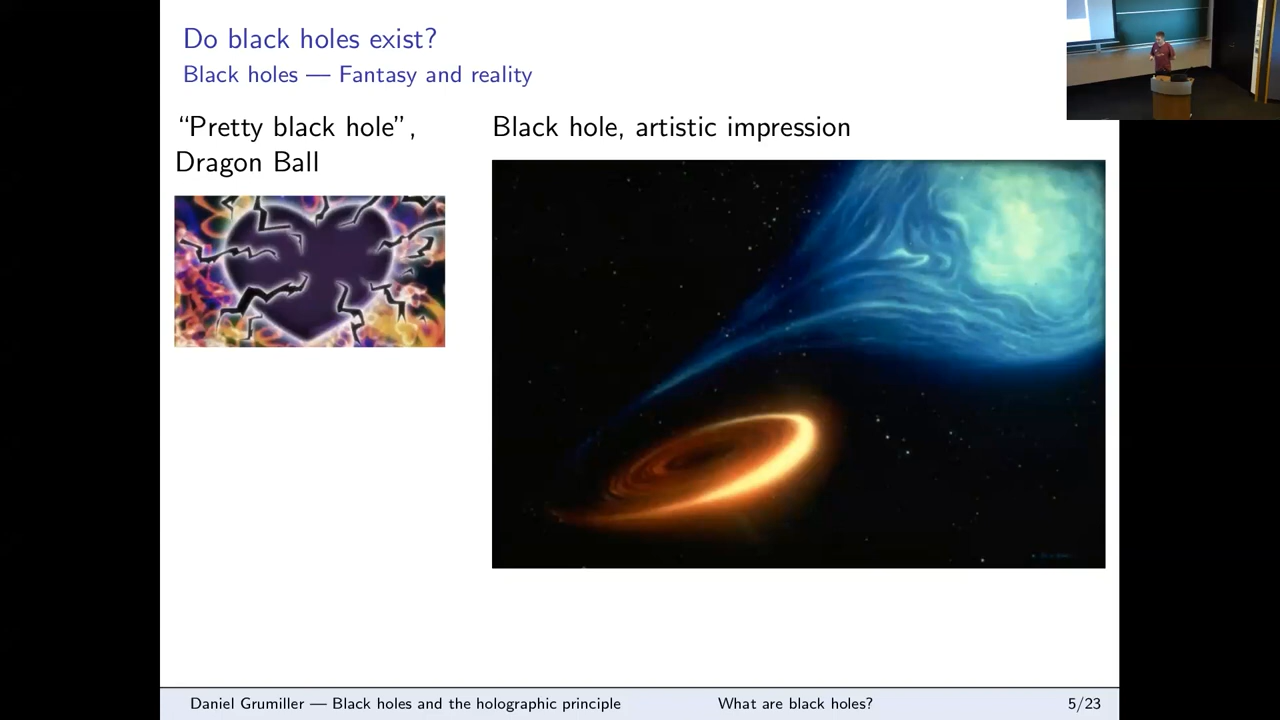 Do black holes exist?
Black holes — Fantasy and reality
“Pretty black hole”,
Dragon Ball
Black hole, artistic impression
Daniel Grumiller — Black holes and the holographic principle What are black holes? 5/23